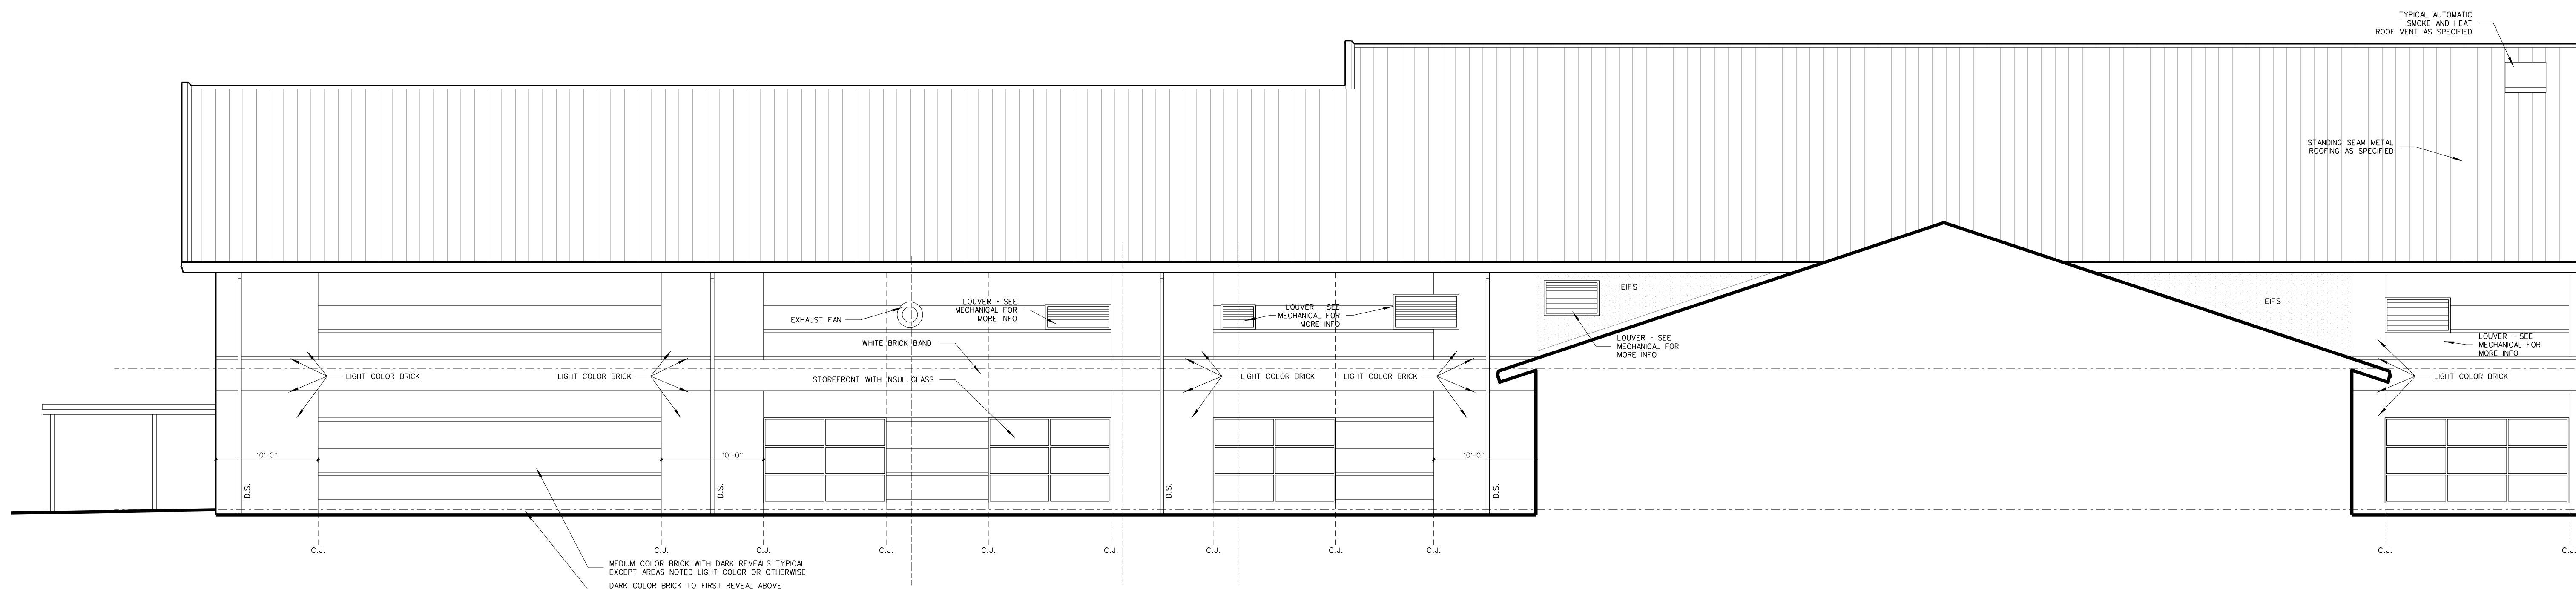 TYPICAL AUTOMATIC
SMOKE AND HEAT
ROOF VENT AS SPECIFIED
STANDING SEAM METAL
ROOFING AS SPECIFIED
EIFS
EIFS
EXHAUST FAN
LOUVER - SEE
MECHANICAL FOR
MORE INFO
LOUVER - SEE
MECHANICAL FOR
MORE INFO
LOUVER - SEE
MECHANICAL FOR
MORE INFO
LOUVER - SEE
MECHANICAL FOR
MORE INFO
WHITE BRICK BAND
LIGHT COLOR BRICK
LIGHT COLOR BRICK
LIGHT COLOR BRICK
LIGHT COLOR BRICK
LIGHT COLOR BRICK
STOREFRONT WITH INSUL. GLASS
10'-0"
10'-0"
10'-0"
D.S.
D.S.
D.S.
D.S.
C.J.
C.J.
C.J.
C.J.
C.J.
C.J.
C.J.
C.J.
C.J.
C.J.
C.J.
MEDIUM COLOR BRICK WITH DARK REVEALS TYPICAL
EXCEPT AREAS NOTED LIGHT COLOR OR OTHERWISE
DARK COLOR BRICK TO FIRST REVEAL ABOVE